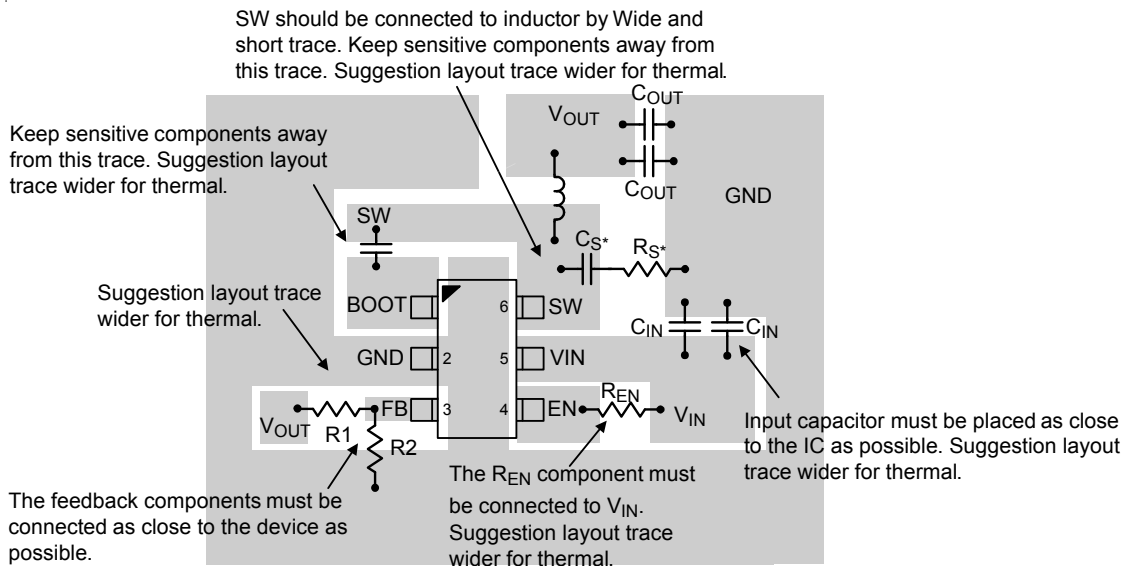 SW should be connected to inductor by Wide and
short trace. Keep sensitive components away from
this trace. Suggestion layout trace wider for thermal.
Keep sensitive components away
from this trace. Suggestion layout
trace wider for thermal.
COUT
VOUT
COUT
GND
SW
CS*
RS*
Suggestion layout trace
wider for thermal.
BOOT
6
SW
CIN
CIN
GND
2
5
VIN
REN
VOUT
R1
FB
3
4
EN
VIN
R2
Input capacitor must be placed as close
to the IC as possible. Suggestion layout
trace wider for thermal.
The feedback components must be
connected as close to the device as
possible.
The REN component must
be connected to VIN.
Suggestion layout trace
wider for thermal.